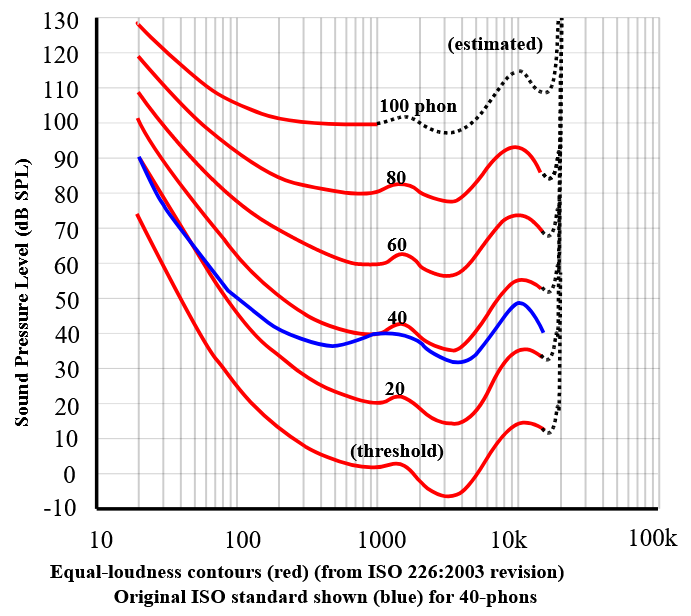 130
120
110
100
90
80
70
60
50
40
30
20
10
0
-10
Sound Pressure Level (dB SPL)
(estimated)
100 phon
80
60
40
20
(threshold)
10 100 1000 10k 100k
Equal-loudness contours (red) (from ISO 226:2003 revision)
Original ISO standard shown (blue) for 40-phons